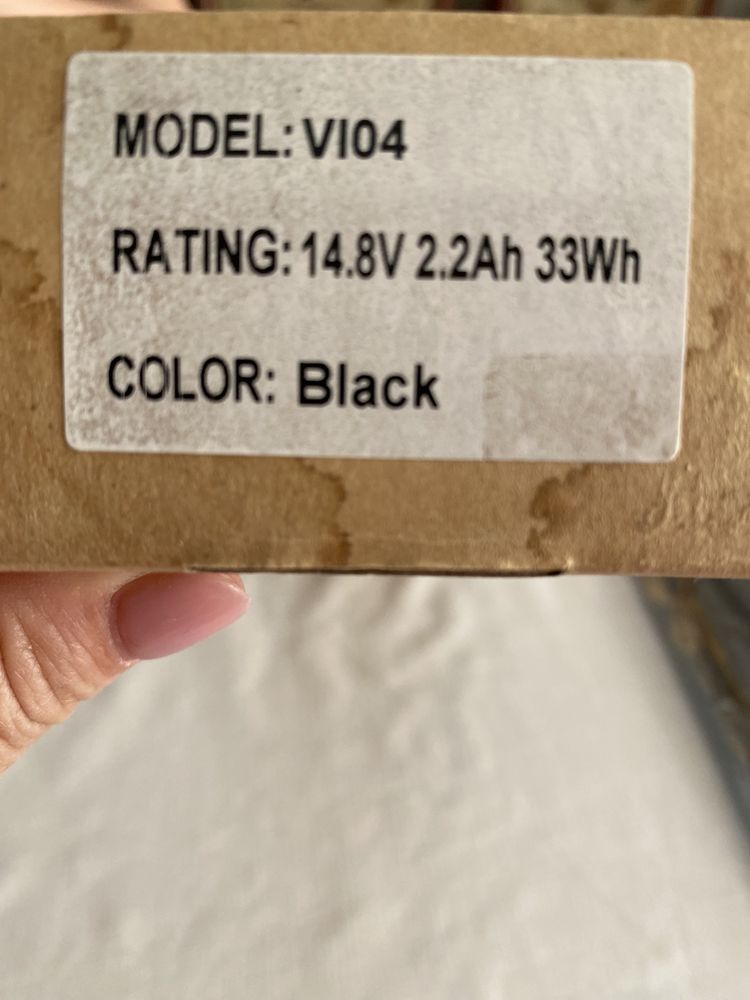 MODEL: VI04
RATING: 14.8V 2.2Ah 33Wh
COLOR: Black